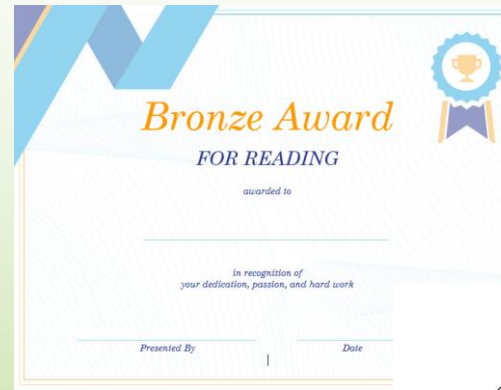 Bronze Award
FOR READING
awarded to
in recognition of
your dedication, passion, and hard work
Presented By
Date